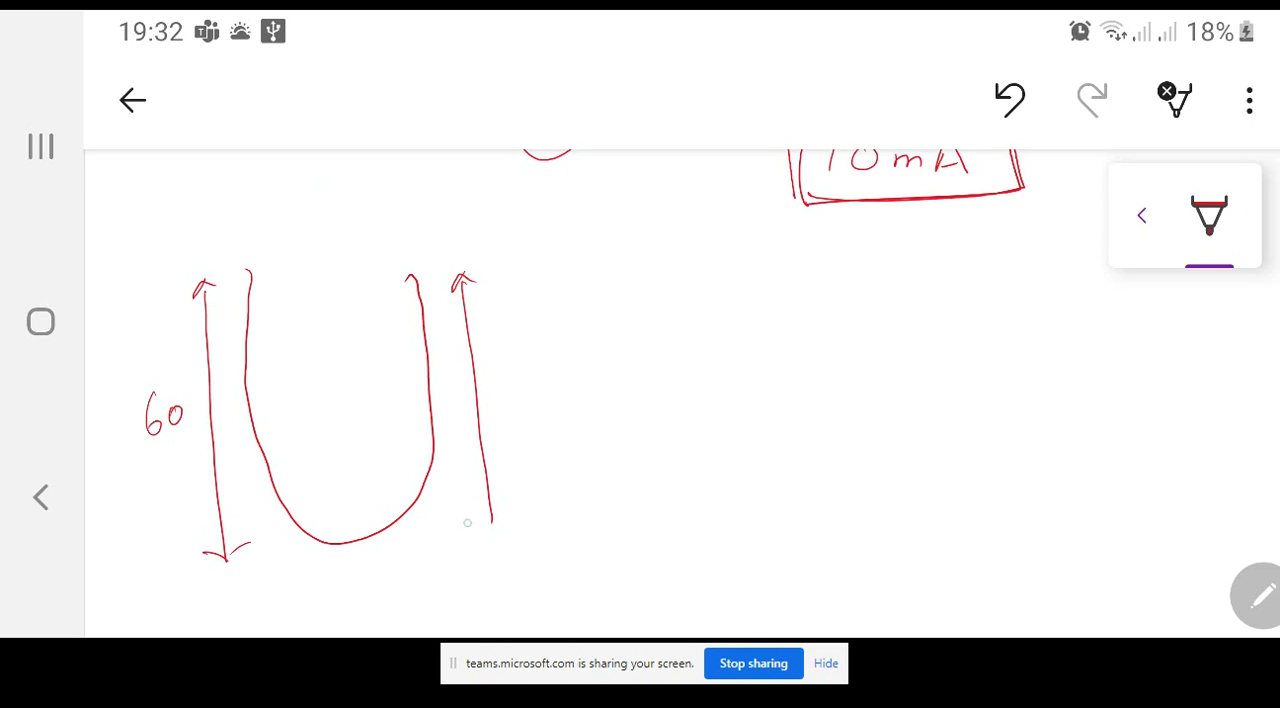 19:32
18%
10mA
60
teams.microsoft.com is sharing your screen.
Stop sharing
Hide